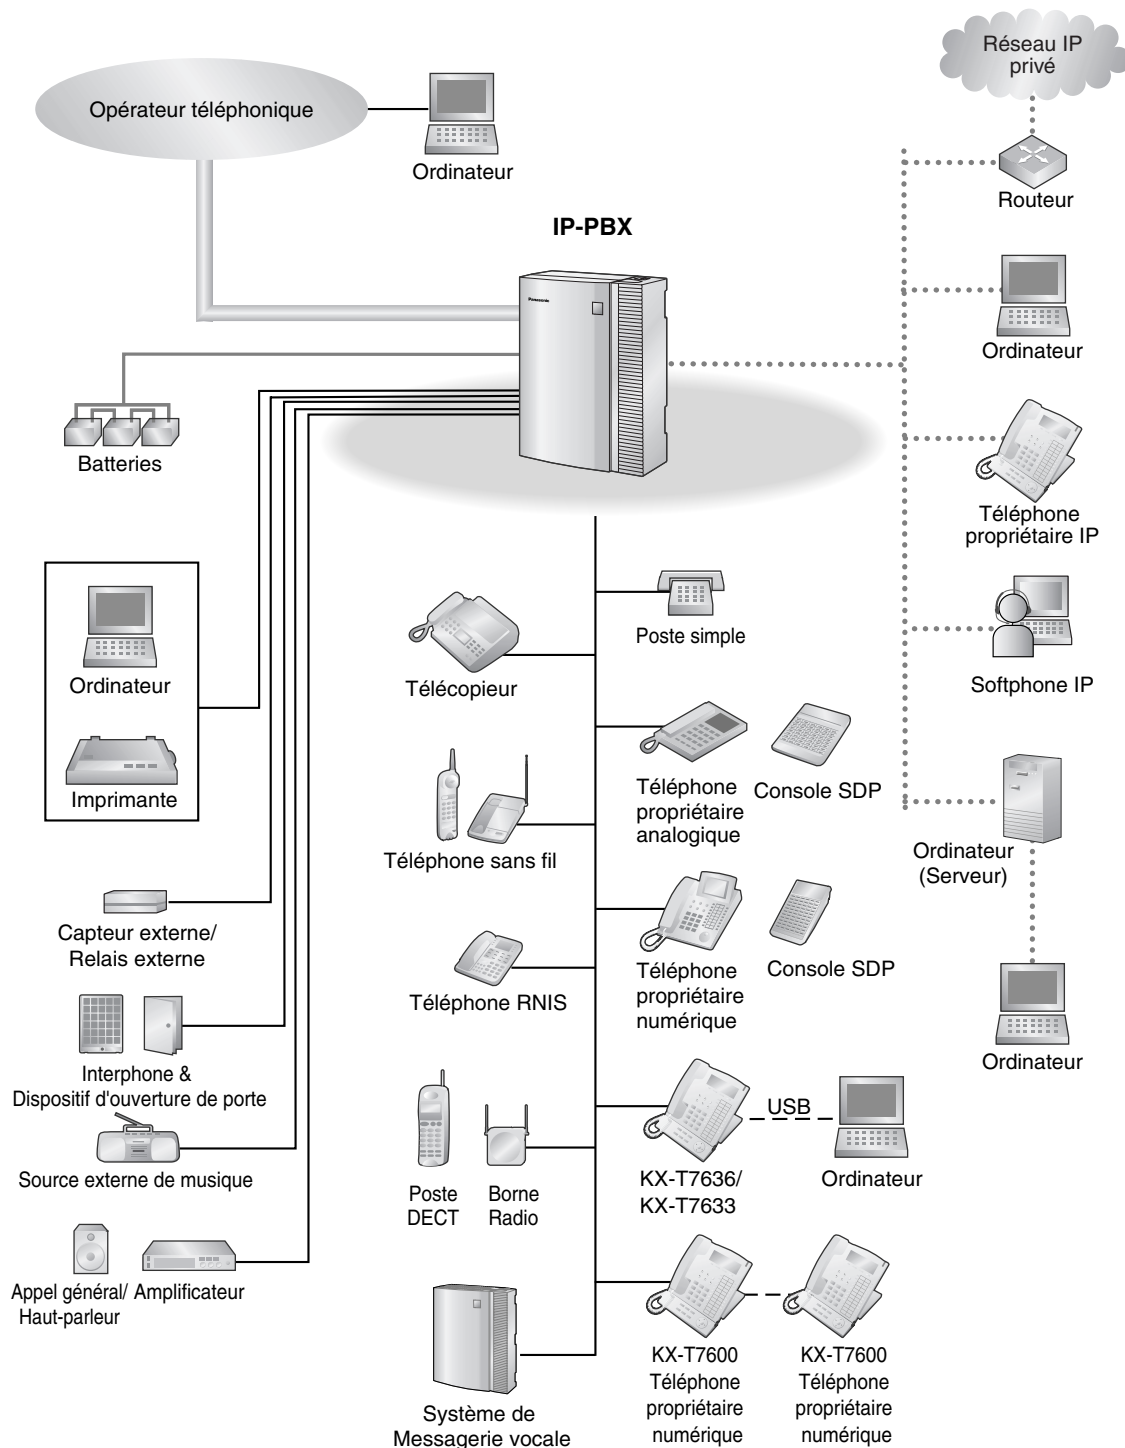 Réseau IP
privé
Opérateur téléphonique
Ordinateur
Routeur
IP-PBX
Panasonic
Ordinateur
Batteries
Téléphone
propriétaire IP
Ordinateur
Imprimante
Télécopieur
Poste simple
Softphone IP
Téléphone
propriétaire
analogique
Console SDP
Téléphone sans fil
Ordinateur
(Serveur)
Capteur externe/
Relais externe
Téléphone RNIS
Téléphone
propriétaire
numérique
Console SDP
Ordinateur
Interphone &
Dispositif d'ouverture de porte
Source externe de musique
Poste
DECT
Borne
Radio
USB
KX-T7636/
KX-T7633
Ordinateur
Appel général/
Haut-parleur
Amplificateur
Système de
Messagerie vocale
KX-T7600
Téléphone
propriétaire
numérique
KX-T7600
Téléphone
propriétaire
numérique